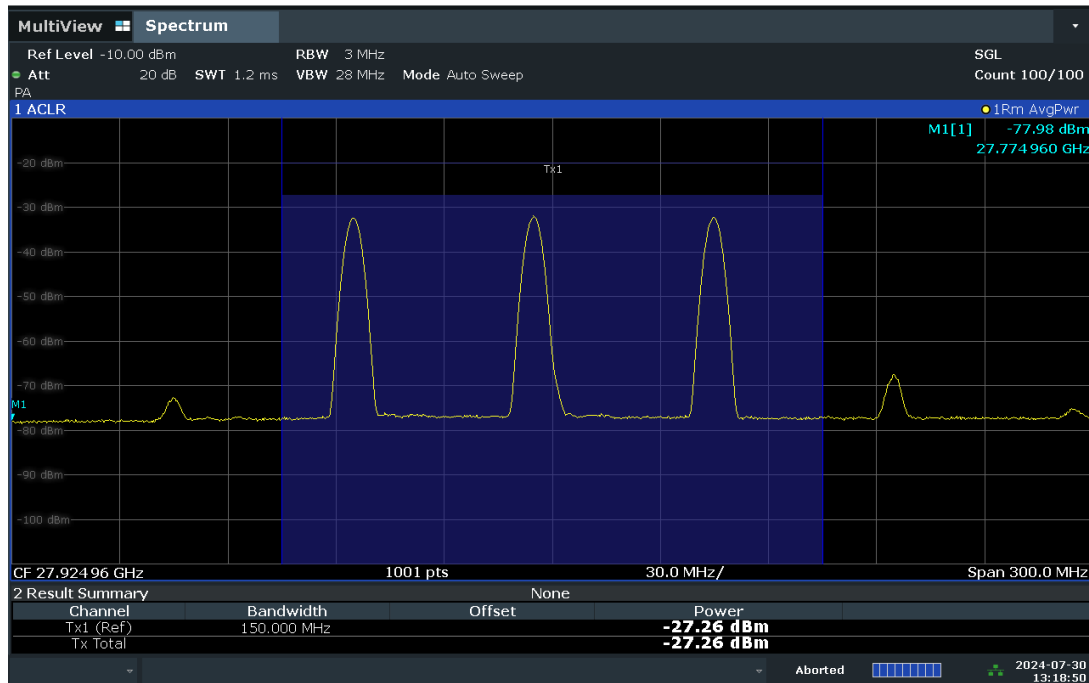 MultiView Spectrum
Ref Level -10.00 dBm RBW 3 MHz SGL
Att 20 dB SWT 1.2 ms VBW 28 MHz Mode Auto Sweep Count 100/100
PA
1 ACLR 1Rm AvgPwr
M1[1] -77.98 dBm
27.774960 GHz
-20 dBm
Tx1
-30 dBm
-40 dBm
-50 dBm
-60 dBm
-70 dBm
M1
-80 dBm
-90 dBm
-100 dBm
CF 27.92496 GHz 1001 pts 30.0 MHz/ Span 300.0 MHz
2 Result Summary None
Channel Bandwidth Offset Power
Tx1 (Ref) 150.000 MHz -27.26 dBm
Tx Total -27.26 dBm
Aborted 2024-07-30
13:18:50